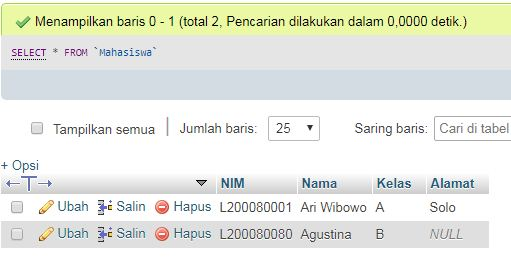 Menampilkan baris 0 - 1 (total 2, Pencarian dilakukan dalam 0,0000 detik.)
SELECT * FROM `Mahasiswa`
Tampilkan semua | Jumlah baris: 25 Saring baris: Cari di tabel
+ Opsi
NIM Nama Kelas Alamat
Ubah Salin Hapus L200080001 Ari Wibowo A Solo
Ubah Salin Hapus L200080080 Agustina B NULL